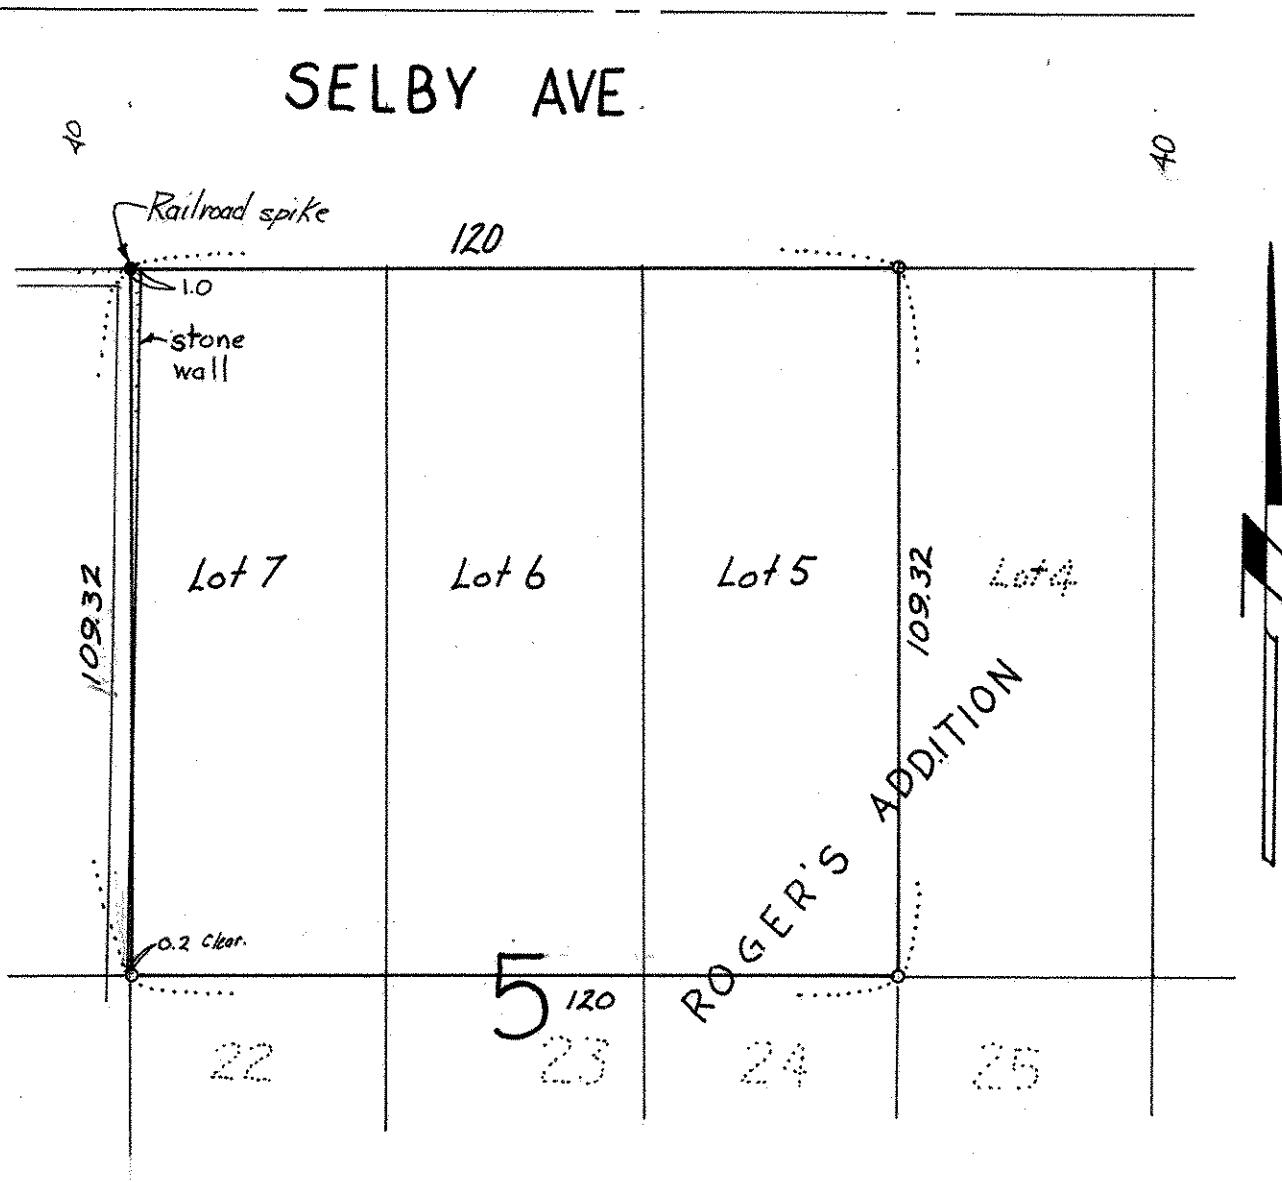 SELBY AVE
40
40
Railroad spike
120
1.0
stone
wall
Lot 7
Lot 6
Lot 5
Lot 4
109.32
109.32
ROGER'S ADDITION
0.2 Clear.
5
120
22
23
24
25